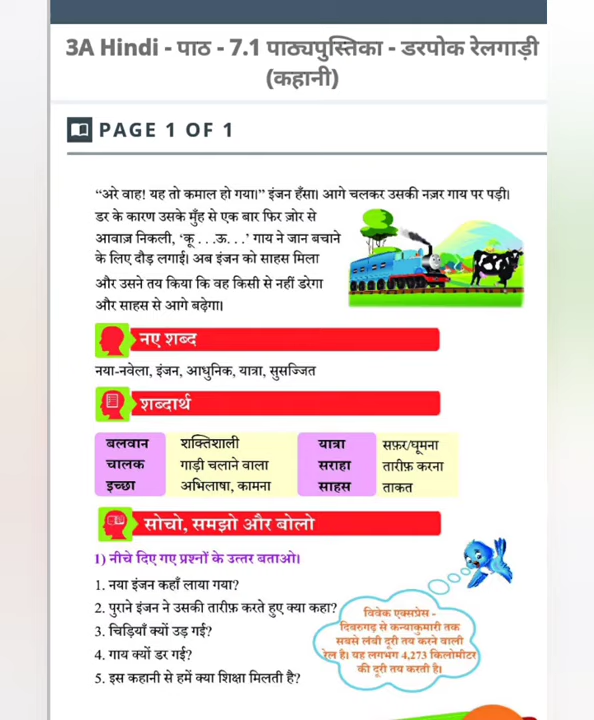 3A Hindi - पाठ - 7.1 पाठ्यपुस्तिका - डरपोक रेलगाड़ी
(कहानी)
PAGE 1 OF 1
“अरे वाह! यह तो कमाल हो गया।” इंजन हँसा। आगे चलकर उसकी नज़र गाय पर पड़ी।
डर के कारण उसके मुँह से एक बार फिर ज़ोर से
आवाज़ निकली, ‘कू . . .ऊ. . .’ गाय ने जान बचाने
के लिए दौड़ लगाई। अब इंजन को साहस मिला
और उसने तय किया कि वह किसी से नहीं डरेगा
और साहस से आगे बढ़ेगा।
नए शब्द
नया-नवेला, इंजन, आधुनिक, यात्रा, सुसज्जित
शब्दार्थ
बलवान शक्तिशाली यात्रा सफ़र/घूमना
चालक गाड़ी चलाने वाला सराहा तारीफ़ करना
इच्छा अभिलाषा, कामना साहस ताकत
सोचो, समझो और बोलो
1) नीचे दिए गए प्रश्नों के उत्तर बताओ।
1. नया इंजन कहाँ लाया गया?
2. पुराने इंजन ने उसकी तारीफ़ करते हुए क्या कहा?
3. चिड़ियाँ क्यों उड़ गई?
4. गाय क्यों डर गई?
5. इस कहानी से हमें क्या शिक्षा मिलती है?
विवेक एक्सप्रेस -
दिबरुगढ़ से कन्याकुमारी तक
सबसे लंबी दूरी तय करने वाली
रेल है। यह लगभग 4,273 किलोमीटर
की दूरी तय करती है।